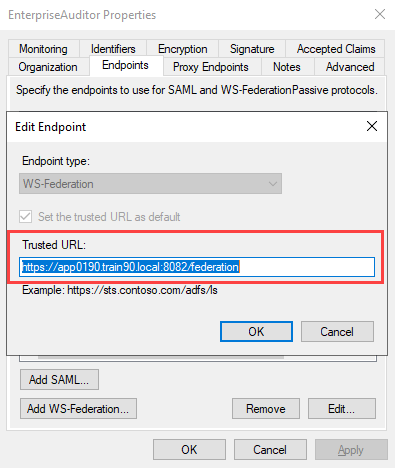 EnterpriseAuditor Properties
Monitoring Identifiers Encryption Signature Accepted Claims
Organization Endpoints Proxy Endpoints Notes Advanced
Specify the endpoints to use for SAML and WS-FederationPassive protocols.
Edit Endpoint
Endpoint type:
WS-Federation
Set the trusted URL as default
Trusted URL:
https://app0190.train90.local:8082/federation
Example: https://sts.contoso.com/adfs/ls
OK Cancel
Add SAML...
Add WS-Federation... Remove Edit...
OK Cancel Apply